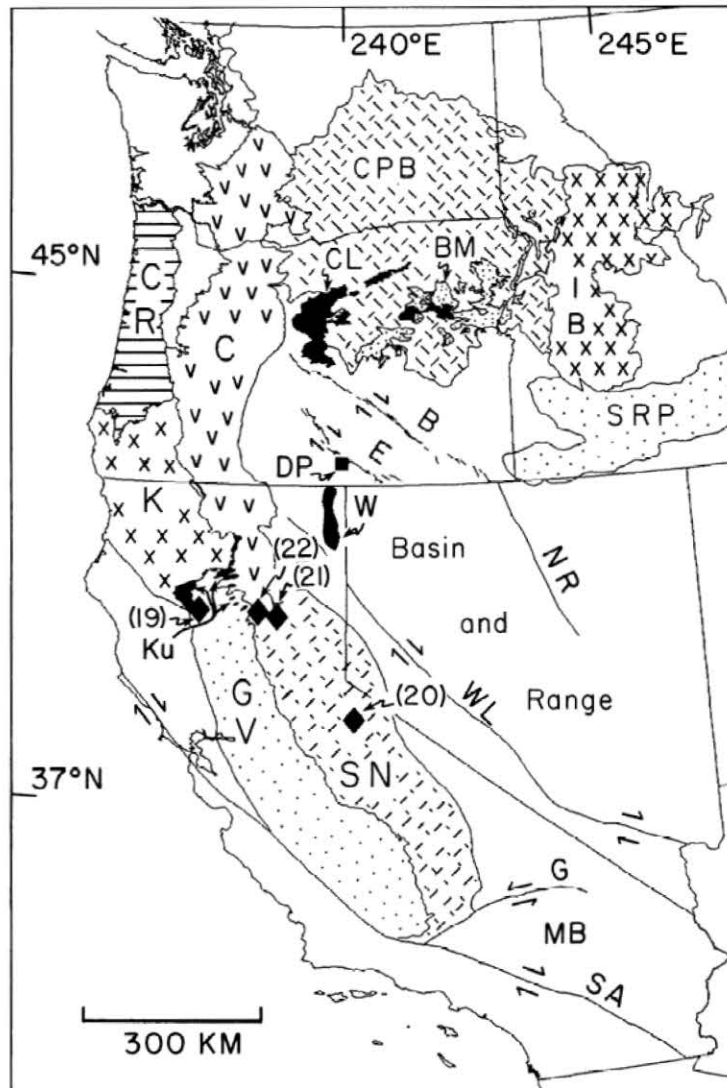 240°E
245°E
CPB
45°N
CL
BM
C
R
I
B
C
SRP
B
E
DP
K
W
(22)
Basin
NR
(21)
(19)
Ku
and
G
V
WL
Range
(20)
37°N
SN
G
MB
SA
300 KM